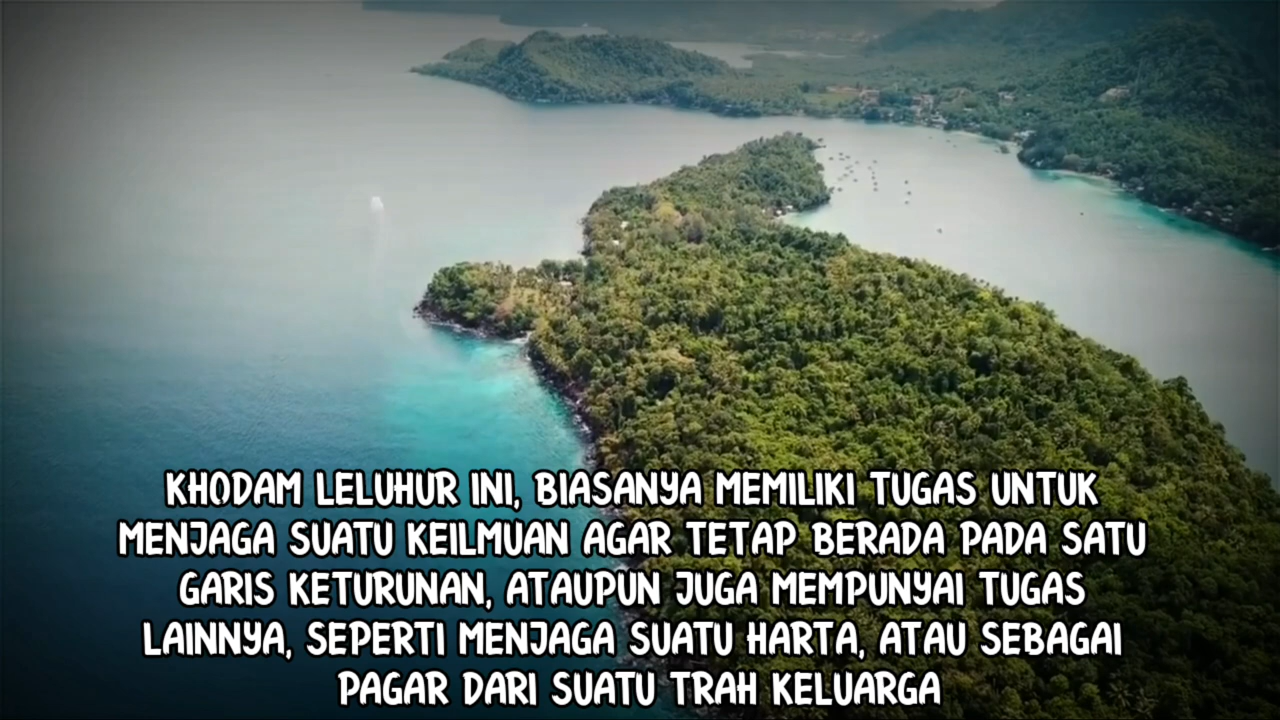 KHODAM LELUHUR INI, BIASANYA MEMILIKI TUGAS UNTUK
MENJAGA SUATU KEILMUAN AGAR TETAP BERADA PADA SATU
GARIS KETURUNAN, ATAUPUN JUGA MEMPUNYAI TUGAS
LAINNYA, SEPERTI MENJAGA SUATU HARTA, ATAU SEBAGAI
PAGAR DARI SUATU TRAH KELUARGA